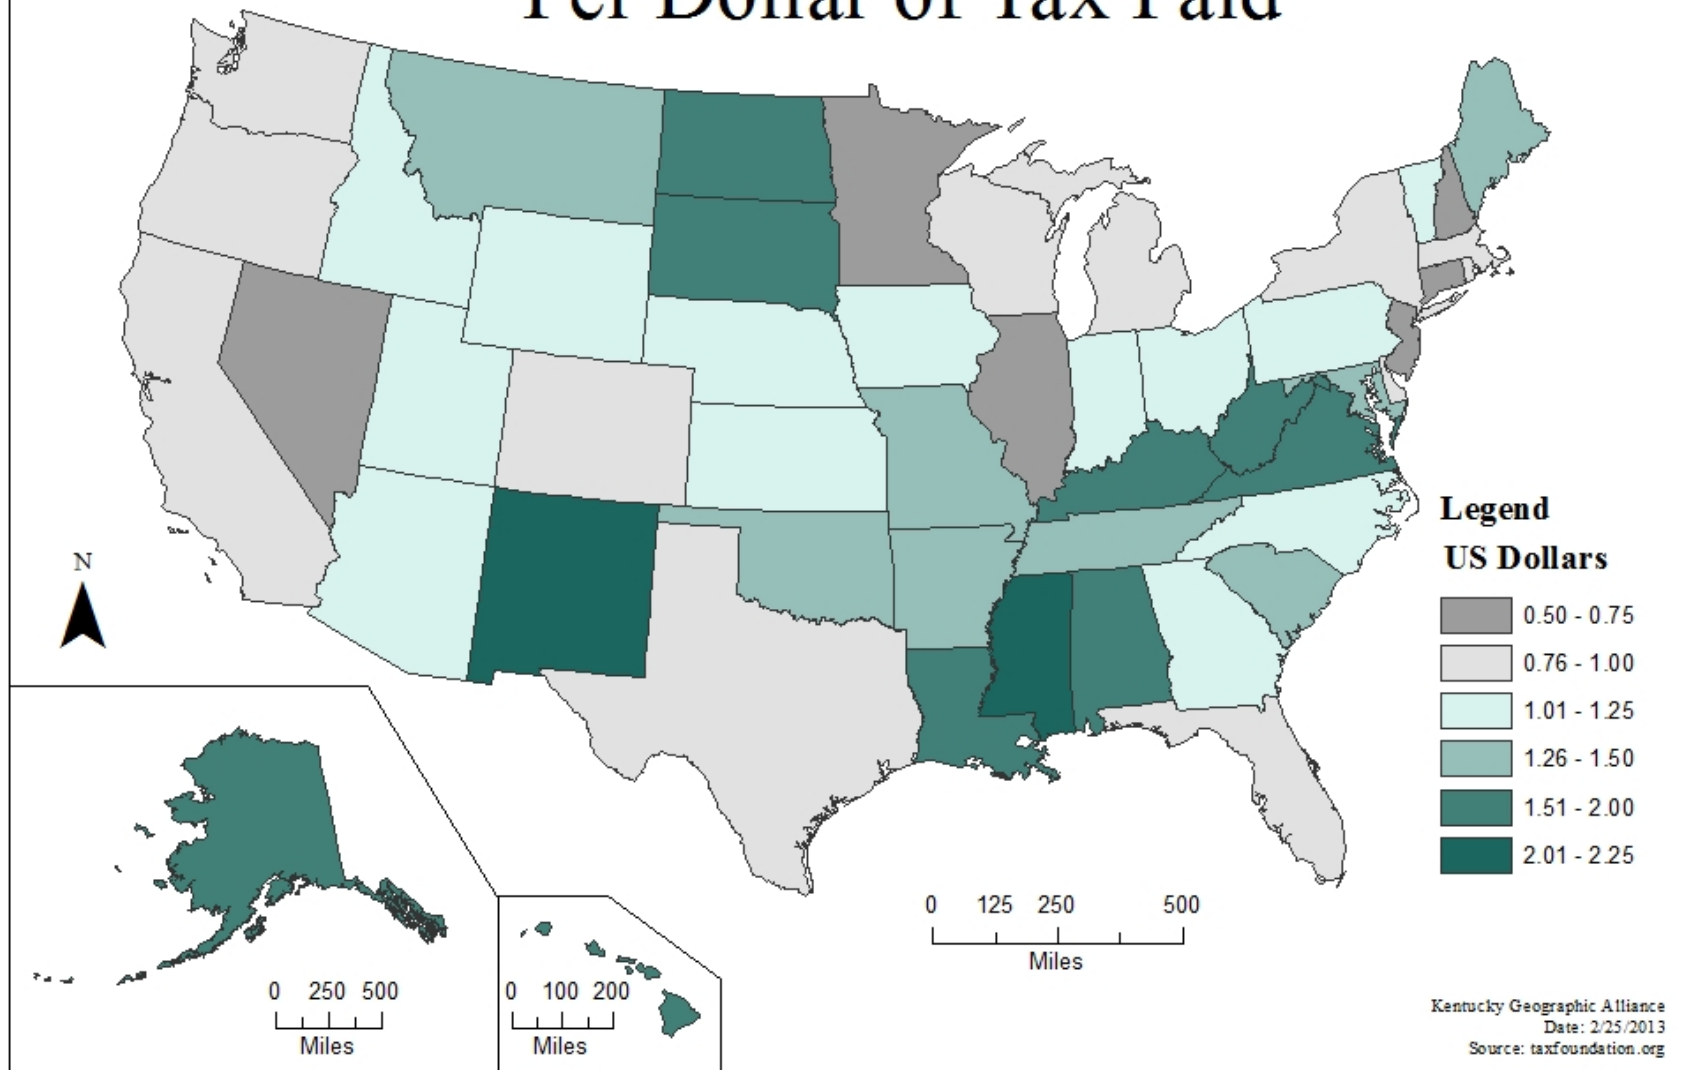 Per Dollar of Tax Paid
N
Legend
US Dollars
0.50 - 0.75
0.76 - 1.00
1.01 - 1.25
1.26 - 1.50
1.51 - 2.00
2.01 - 2.25
0 125 250 500
Miles
0 250 500
Miles
0 100 200
Miles
Kentucky Geographic Alliance
Date: 2/25/2013
Source: taxfoundation.org